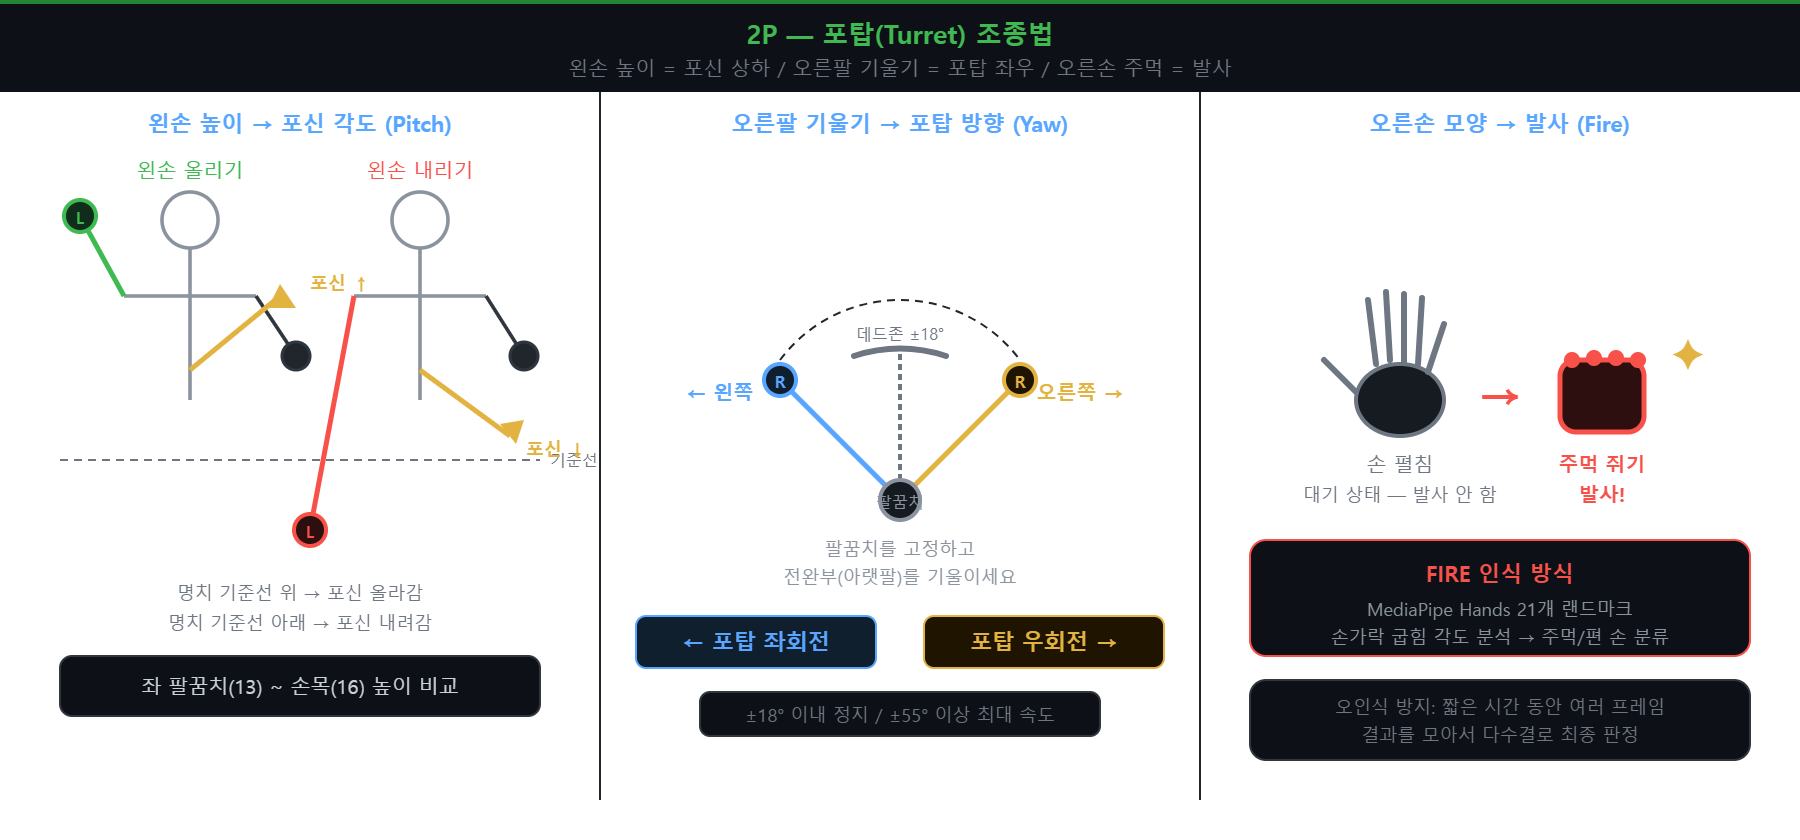 2P — 포탑(Turret) 조종법
왼손 높이 = 포신 상하 / 오른팔 기울기 = 포탑 좌우 / 오른손 주먹 = 발사
왼손 높이 → 포신 각도 (Pitch)
왼손 올리기
왼손 내리기
L
포신 ↑
포신 ↓
기준선
L
명치 기준선 위 → 포신 올라감
명치 기준선 아래 → 포신 내려감
좌 팔꿈치(13) ~ 손목(16) 높이 비교
오른팔 기울기 → 포탑 방향 (Yaw)
데드존 ±18°
← 왼쪽
R
R
오른쪽 →
팔꿈치
팔꿈치를 고정하고
전완부(아랫팔)를 기울이세요
← 포탑 좌회전
포탑 우회전 →
±18° 이내 정지 / ±55° 이상 최대 속도
오른손 모양 → 발사 (Fire)
→
손 펼침
대기 상태 — 발사 안 함
주먹 쥐기
발사!
FIRE 인식 방식
MediaPipe Hands 21개 랜드마크
손가락 굽힘 각도 분석 → 주먹/편 손 분류
오인식 방지: 짧은 시간 동안 여러 프레임
결과를 모아서 다수결로 최종 판정